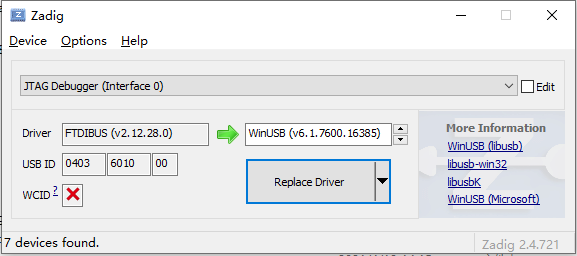 Zadig
Device Options Help
JTAG Debugger (Interface 0) Edit
Driver FTDIBUS (v2.12.28.0) WinUSB (v6.1.7600.16385)
USB ID 0403 6010 00
WCID ?
Replace Driver
More Information
WinUSB (libusb)
libusb-win32
libusbK
WinUSB (Microsoft)
7 devices found. Zadig 2.4.721